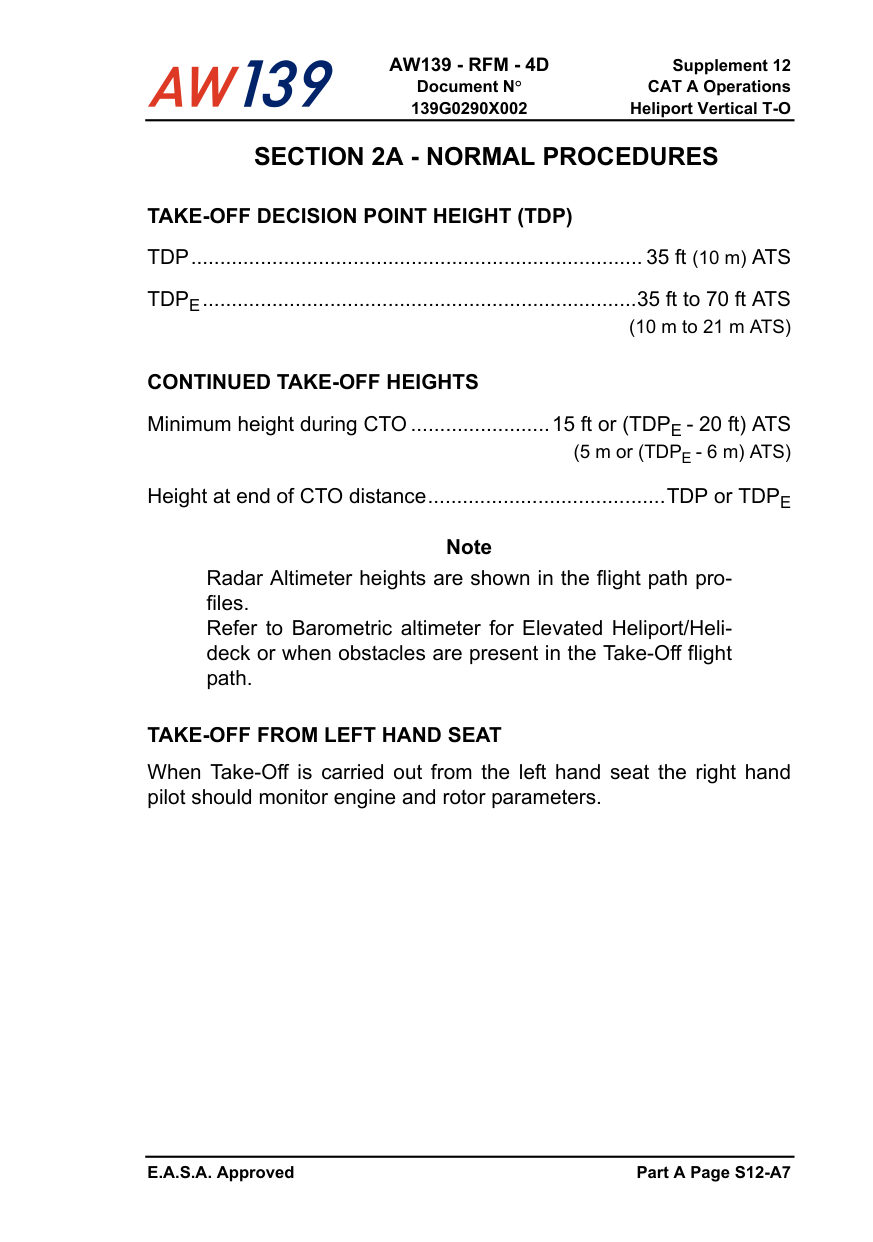 AW139
AW139 - RFM - 4D
Document N°
139G0290X002
Supplement 12
CAT A Operations
Heliport Vertical T-O
SECTION 2A - NORMAL PROCEDURES
TAKE-OFF DECISION POINT HEIGHT (TDP)
TDP.............................................................................. 35 ft (10 m) ATS
TDPE...........................................................................35 ft to 70 ft ATS
(10 m to 21 m ATS)
CONTINUED TAKE-OFF HEIGHTS
Minimum height during CTO ........................ 15 ft or (TDPE - 20 ft) ATS
(5 m or (TDPE - 6 m) ATS)
Height at end of CTO distance.........................................TDP or TDPE
Note
Radar Altimeter heights are shown in the flight path pro-
files.
Refer to Barometric altimeter for Elevated Heliport/Heli-
deck or when obstacles are present in the Take-Off flight
path.
TAKE-OFF FROM LEFT HAND SEAT
When Take-Off is carried out from the left hand seat the right hand
pilot should monitor engine and rotor parameters.
E.A.S.A. Approved
Part A Page S12-A7